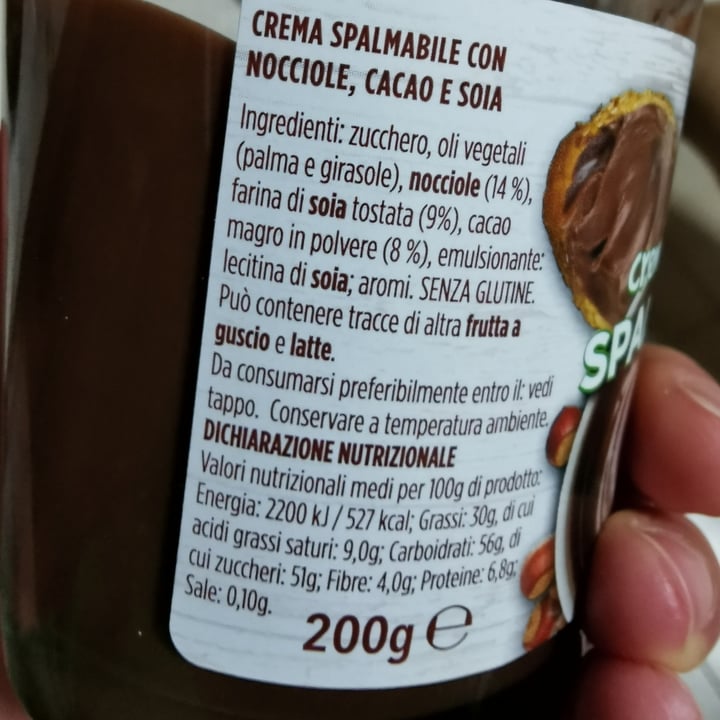 CREMA SPALMABILE CON
NOCCIOLE, CACAO E SOIA
Ingredienti: zucchero, oli vegetali
(palma e girasole), nocciole (14 %),
farina di soia tostata (9%), cacao
magro in polvere (8 %), emulsionante:
lecitina di soia; aromi. SENZA GLUTINE.
Può contenere tracce di altra frutta a
guscio e latte.
Da consumarsi preferibilmente entro il: vedi
tappo. Conservare a temperatura ambiente.
DICHIARAZIONE NUTRIZIONALE
Valori nutrizionali medi per 100g di prodotto:
Energia: 2200 kJ / 527 kcal; Grassi: 30g, di cui
acidi grassi saturi: 9,0g; Carboidrati: 56g, di
cui zuccheri: 51g; Fibre: 4,0g; Proteine: 6,8g;
Sale: 0,10g.
200g ℮
SPA